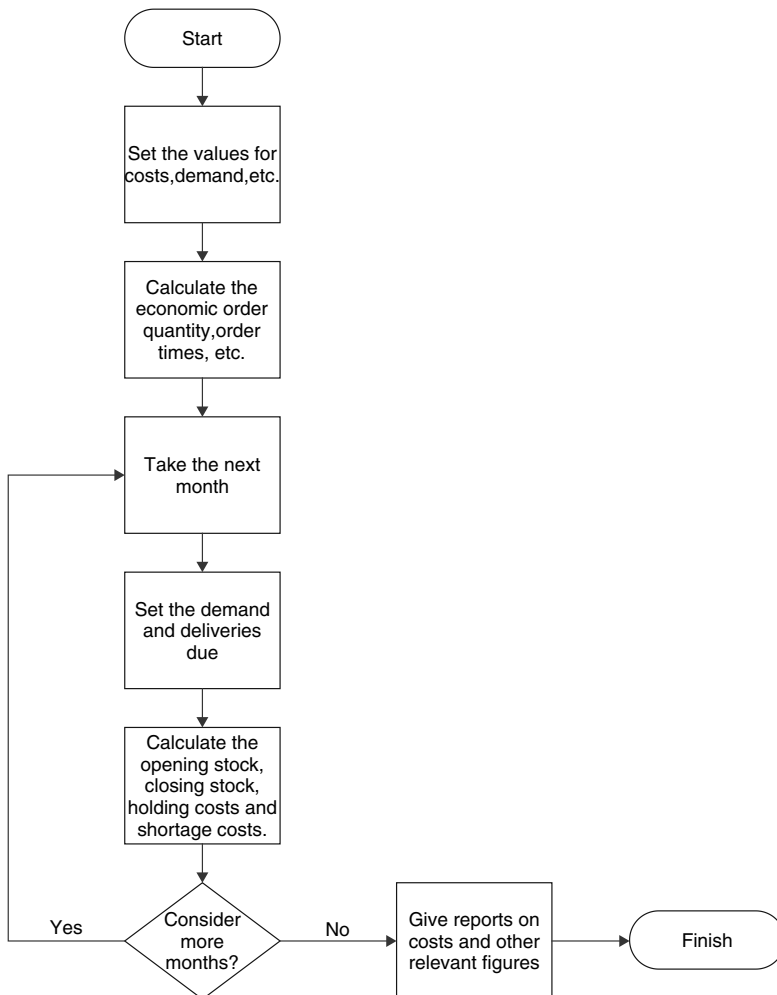 Start
Set the values for
costs,demand,etc.
Calculate the
economic order
quantity,order
times, etc.
Take the next
month
Set the demand
and deliveries
due
Calculate the
opening stock,
closing stock,
holding costs and
shortage costs.
Yes
Consider
more
months?
No
Give reports on
costs and other
relevant figures
Finish